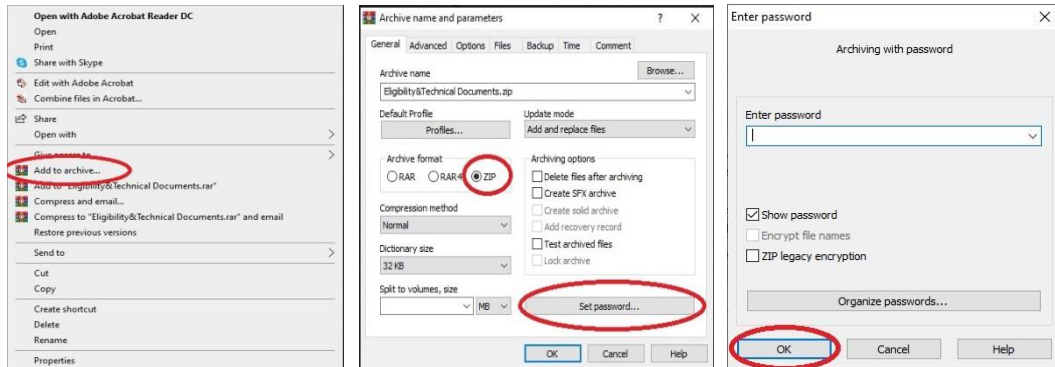 Open with Adobe Acrobat Reader DC
Open
Print
Share with Skype
Edit with Adobe Acrobat
Combine files in Acrobat...
Share
Open with
Give access to
Add to archive...
Add to "Eligibility&Technical Documents.rar"
Compress and email...
Compress to "Eligibility&Technical Documents.rar" and email
Restore previous versions
Send to
Cut
Copy
Create shortcut
Delete
Rename
Properties
Archive name and parameters
General Advanced Options Files Backup Time Comment
Archive name
Browse...
Eligibility&Technical Documents.zip
Default Profile
Profiles...
Update mode
Add and replace files
Archive format
RAR RAR4 ZIP
Compression method
Normal
Dictionary size
32 KB
Split to volumes, size
MB
Archiving options
Delete files after archiving
Create SFX archive
Create solid archive
Add recovery record
Test archived files
Lock archive
Set password...
OK Cancel Help
Enter password
Archiving with password
Enter password
Show password
Encrypt file names
ZIP legacy encryption
Organize passwords...
OK Cancel Help